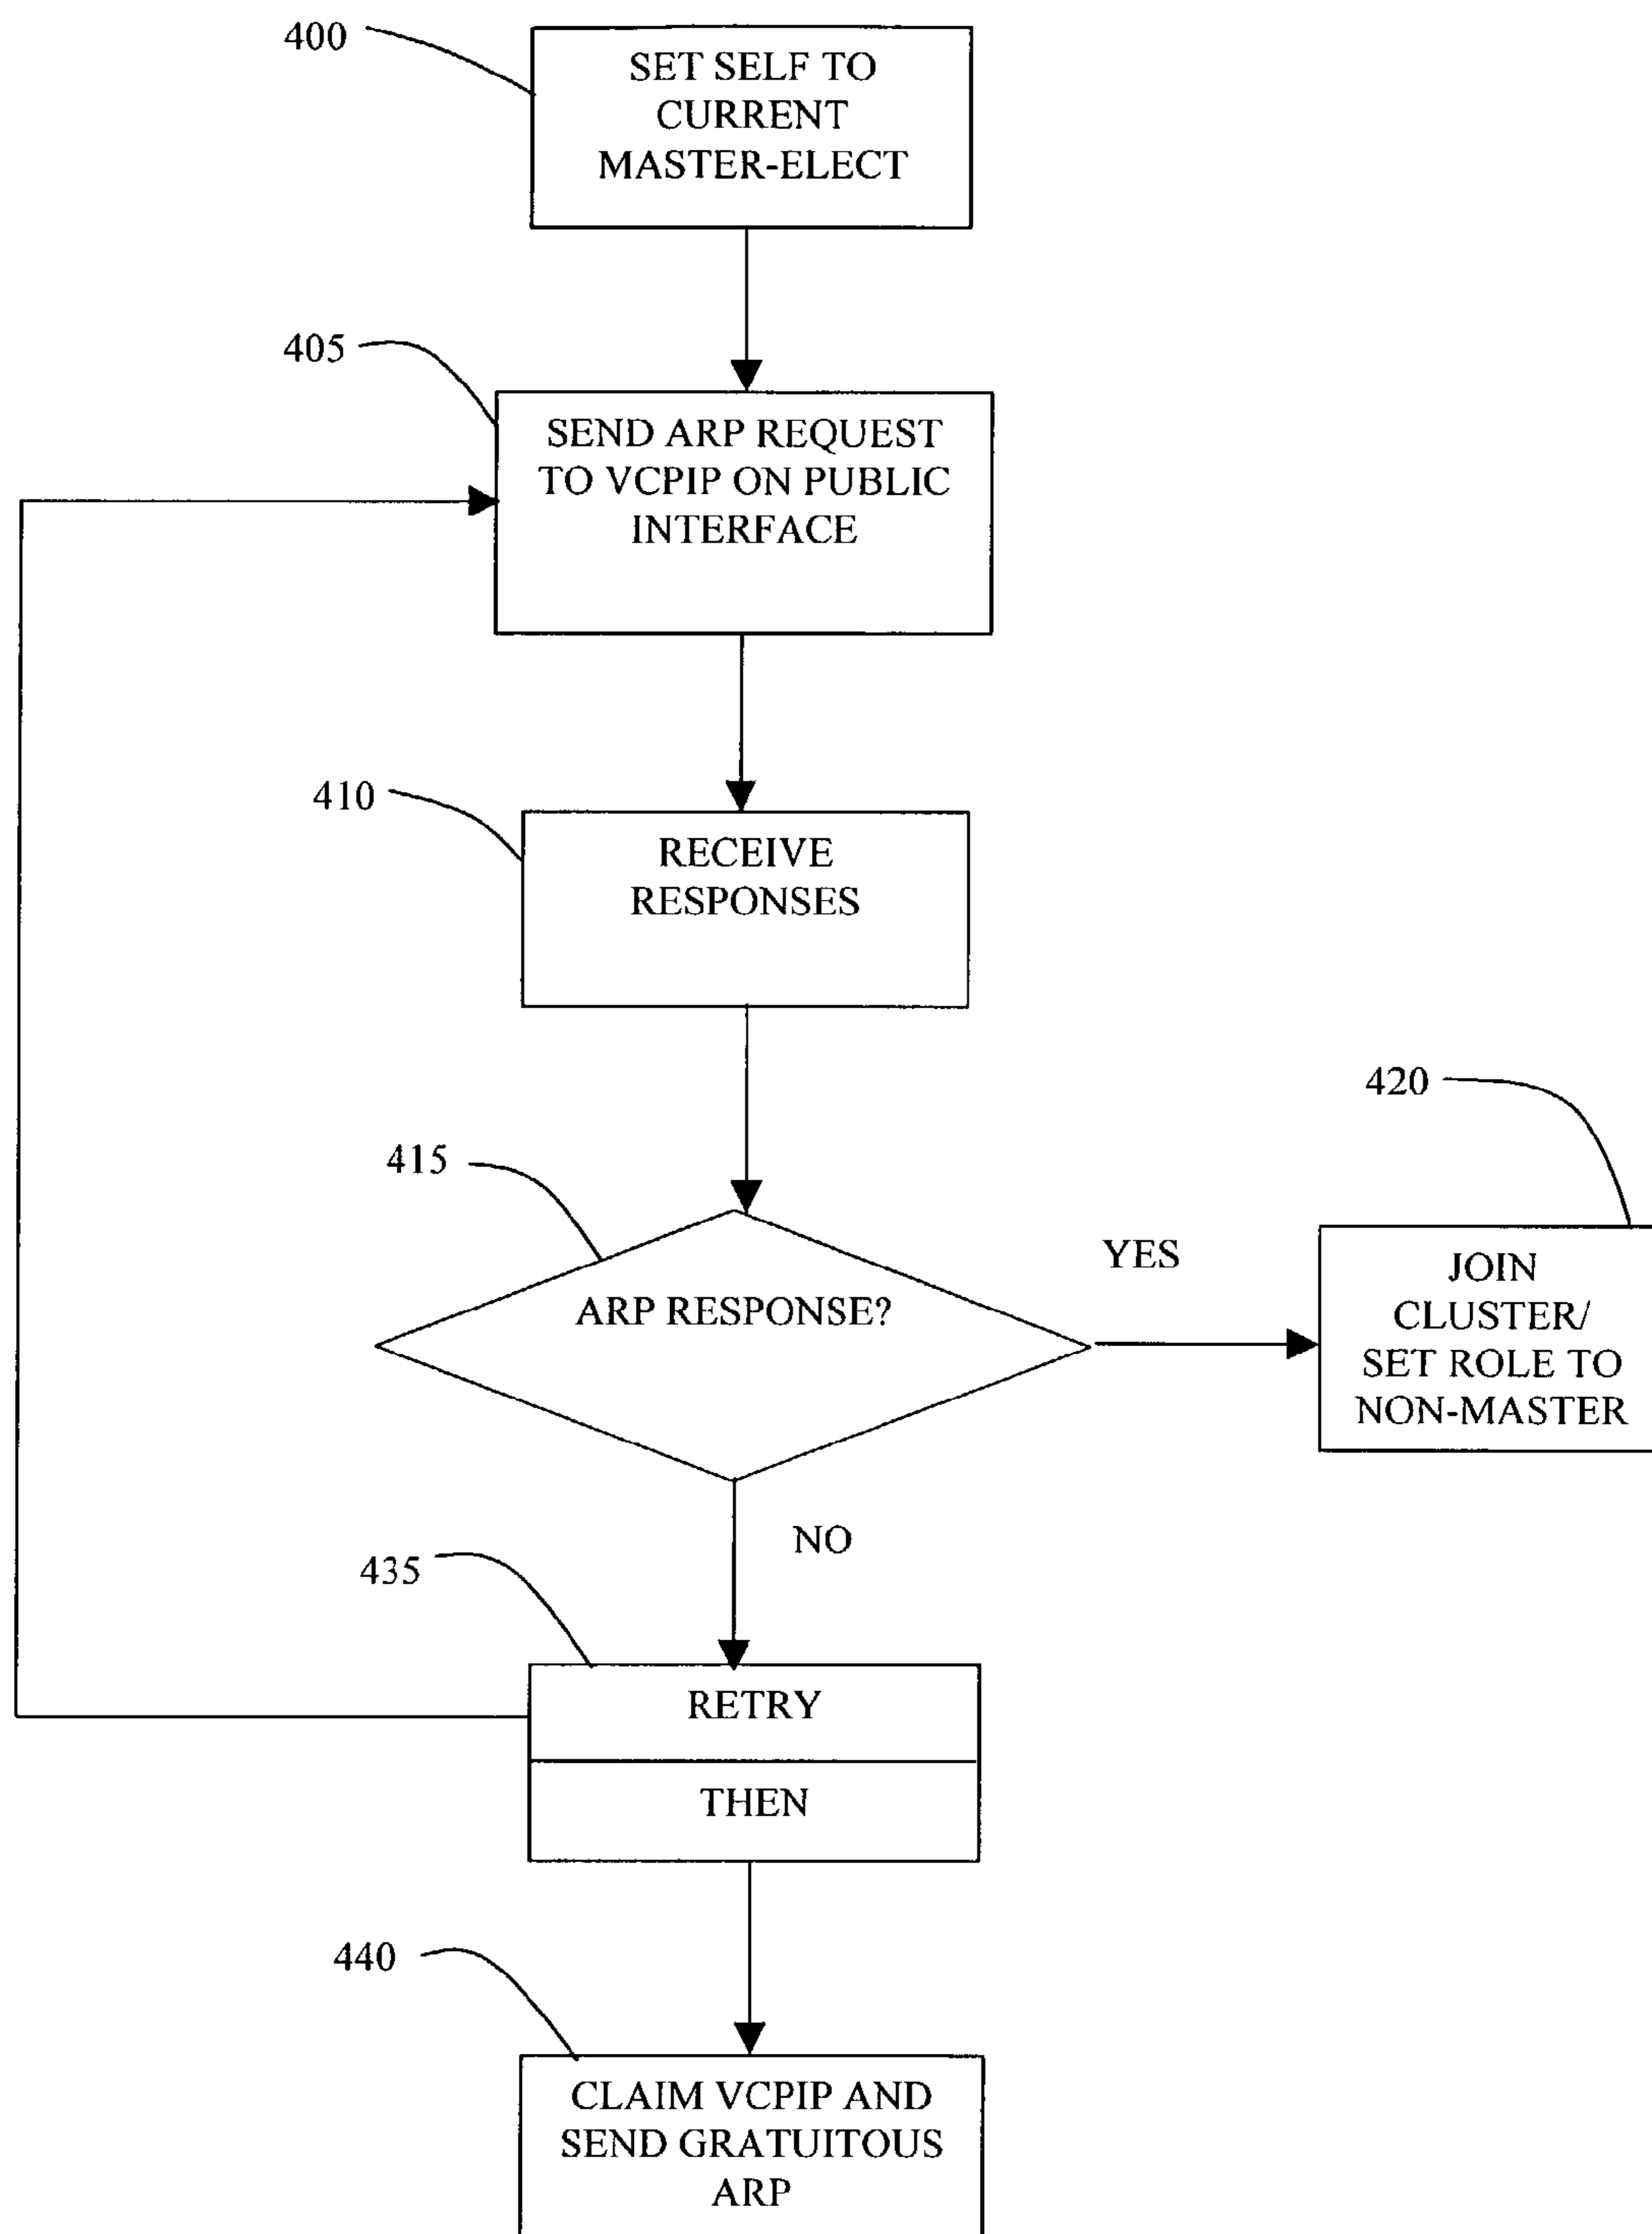 400
SET SELF TO
CURRENT
MASTER-ELECT
405
SEND ARP REQUEST
TO VCPIP ON PUBLIC
INTERFACE
410
RECEIVE
RESPONSES
415
ARP RESPONSE?
YES
420
JOIN
CLUSTER/
SET ROLE TO
NON-MASTER
NO
435
RETRY
THEN
440
CLAIM VCPIP AND
SEND GRATUITOUS
ARP